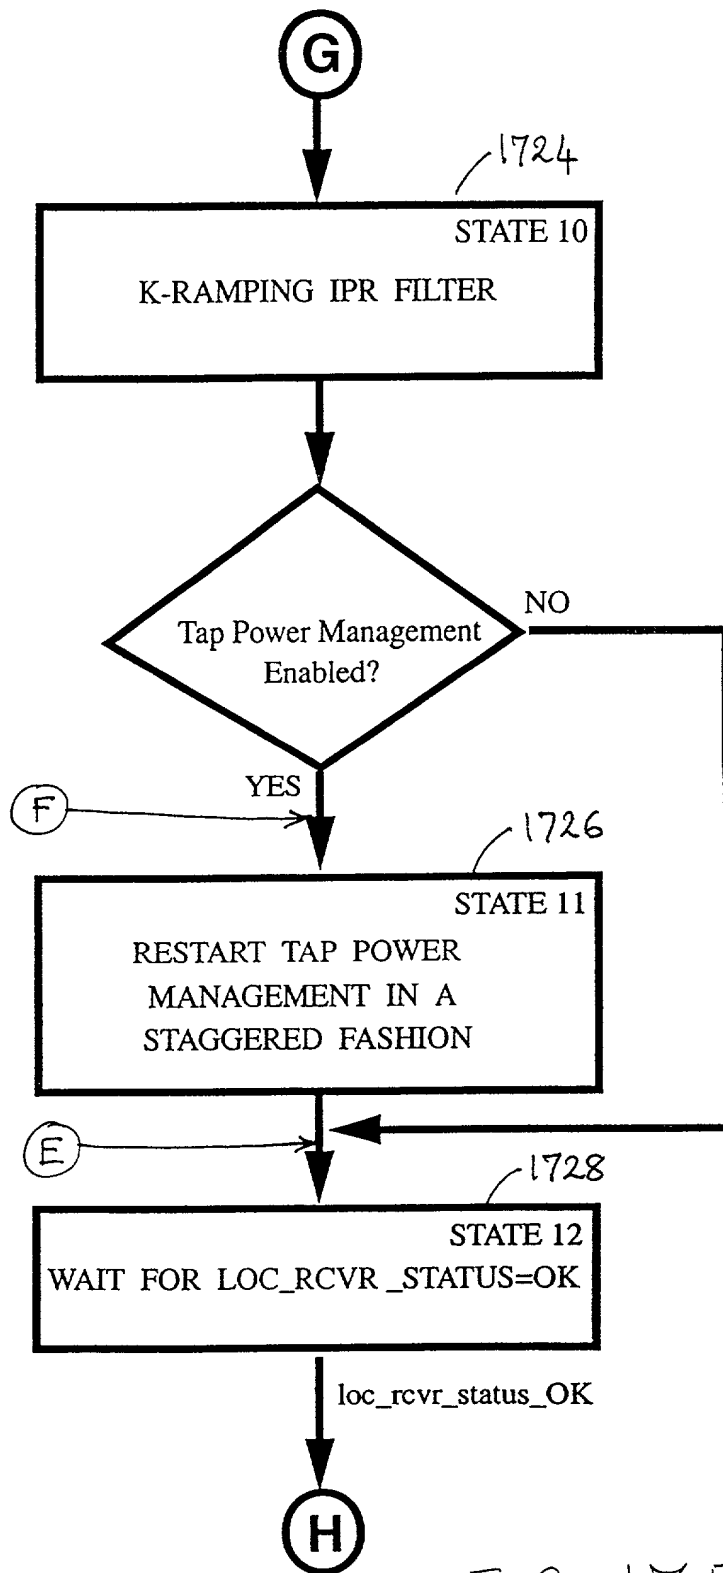 G
1724
STATE 10
K-RAMPING IPR FILTER
NO
Tap Power Management
Enabled?
YES
F
1726
STATE 11
RESTART TAP POWER
MANAGEMENT IN A
STAGGERED FASHION
E
1728
STATE 12
WAIT FOR LOC_RCVR_STATUS=OK
loc_rcvr_status_OK
H